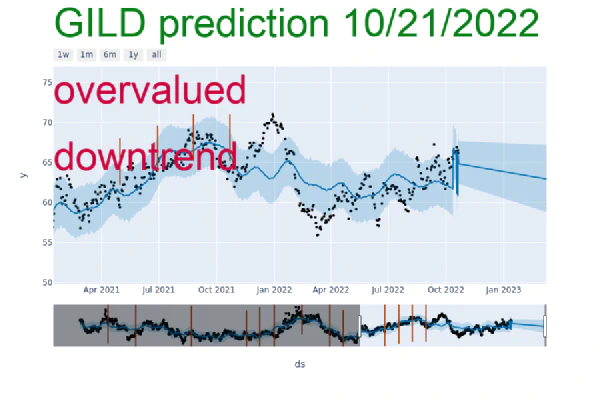 GILD prediction 10/21/2022
1w 1m 6m 1y all
overvalued
downtrend
75
70
65
60
55
50
y
Apr 2021 Jul 2021 Oct 2021 Jan 2022 Apr 2022 Jul 2022 Oct 2022 Jan 2023
ds